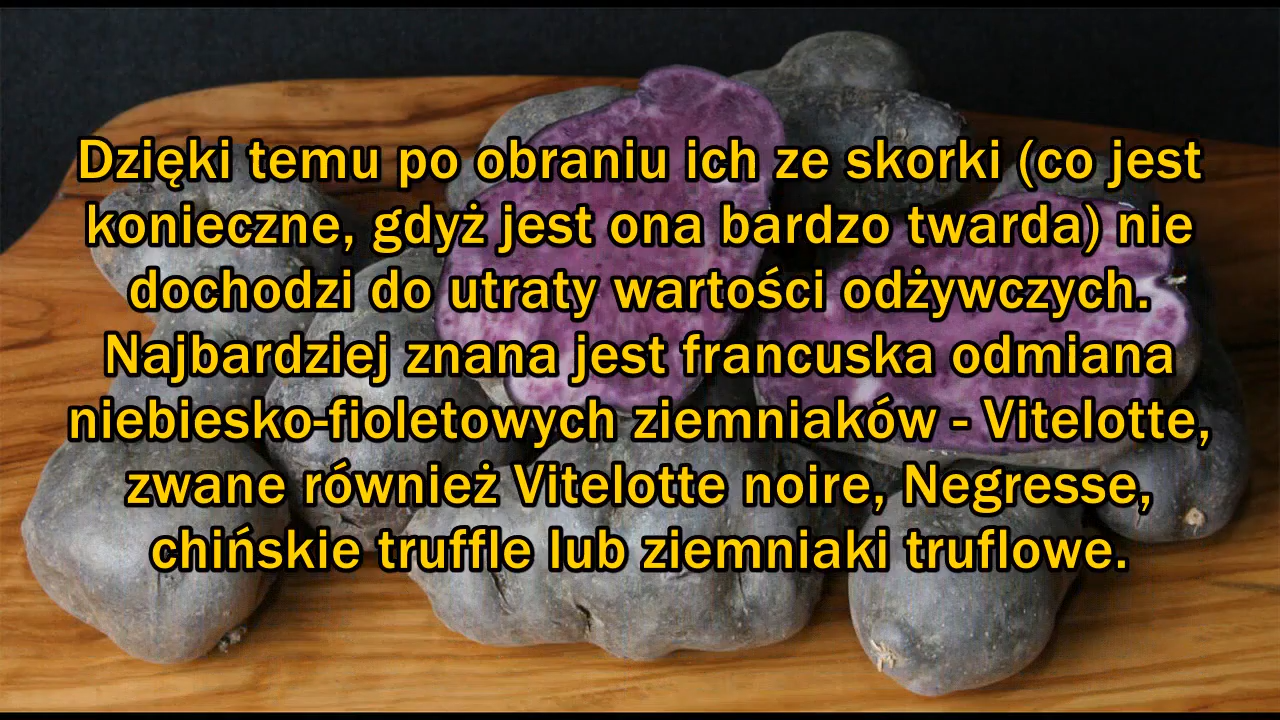 Dzięki temu po obraniu ich ze skorki (co jest
konieczne, gdyż jest ona bardzo twarda) nie
dochodzi do utraty wartości odżywczych.
Najbardziej znana jest francuska odmiana
niebiesko-fioletowych ziemniaków - Vitelotte,
zwane również Vitelotte noire, Negresse,
chińskie truffle lub ziemniaki truflowe.